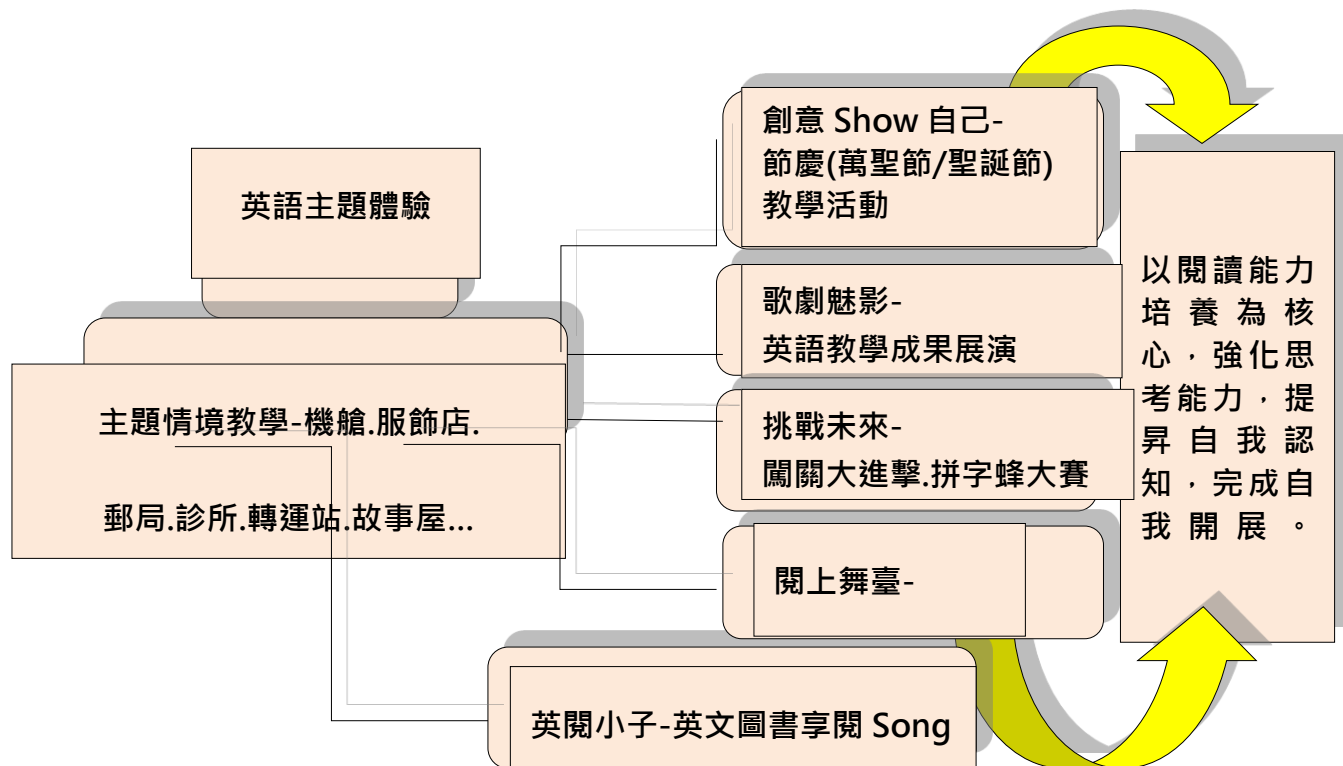 英語主題體驗
主題情境教學-機艙.服飾店.
郵局.診所.轉運站.故事屋...
創意 Show 自己-
節慶(萬聖節/聖誕節)
教學活動
歌劇魅影-
英語教學成果展演
挑戰未來-
闖關大進擊.拼字蜂大賽
閱上舞臺-
英閱小子-英文圖書享閱 Song
以閱讀能力
培養為核
心，強化思
考能力，提
昇自我認
知，完成自
我開展。